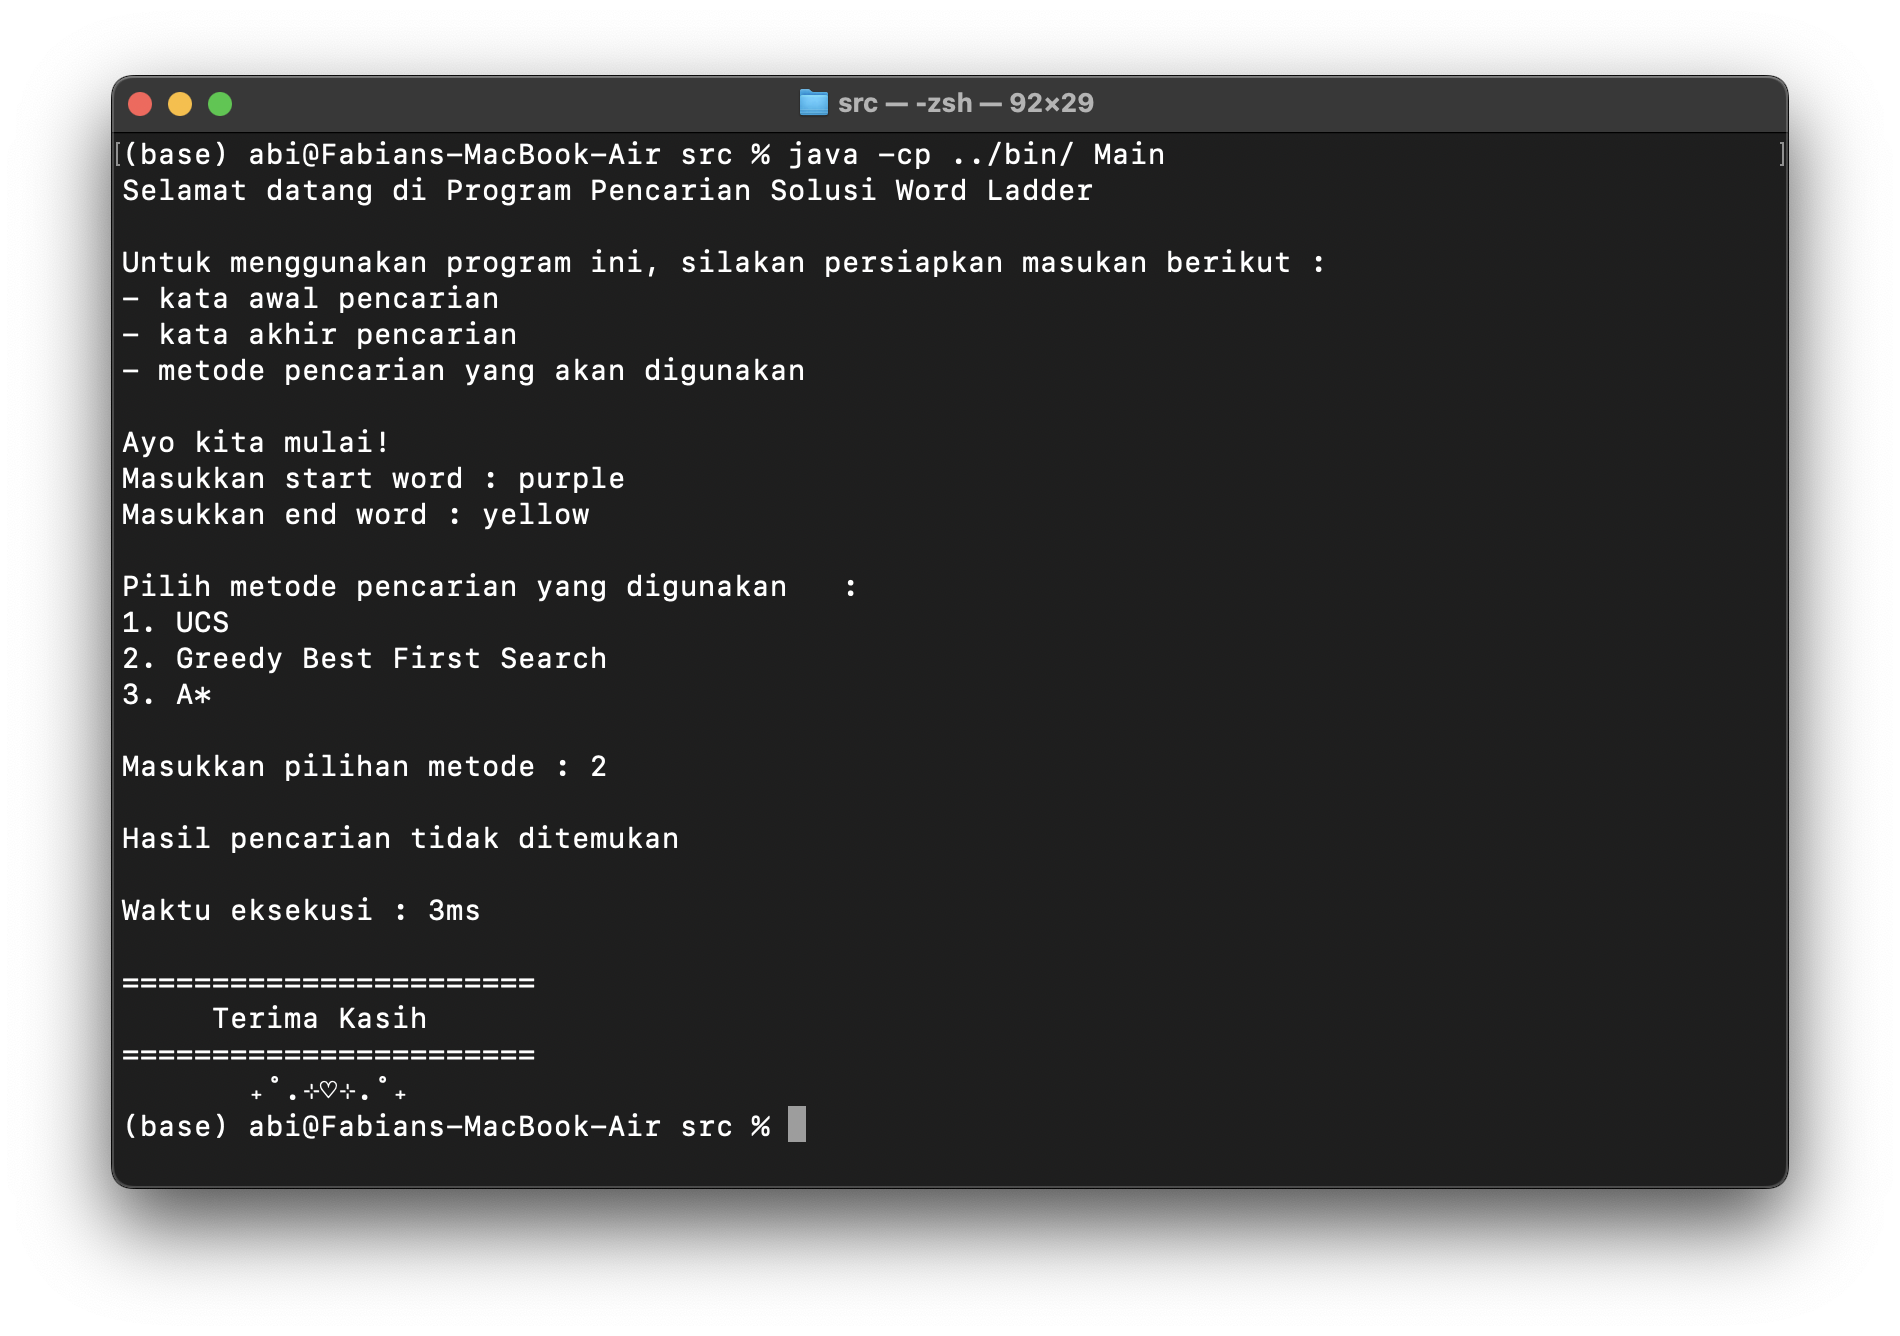 src — -zsh — 92×29
(base) abi@Fabians-MacBook-Air src % java -cp ../bin/ Main
Selamat datang di Program Pencarian Solusi Word Ladder
Untuk menggunakan program ini, silakan persiapkan masukan berikut :
- kata awal pencarian
- kata akhir pencarian
- metode pencarian yang akan digunakan
Ayo kita mulai!
Masukkan start word : purple
Masukkan end word : yellow
Pilih metode pencarian yang digunakan   :
1. UCS
2. Greedy Best First Search
3. A*
Masukkan pilihan metode : 2
Hasil pencarian tidak ditemukan
Waktu eksekusi : 3ms
=======================
Terima Kasih
=======================
₊˚.⊹♡⊹.˚₊
(base) abi@Fabians-MacBook-Air src %